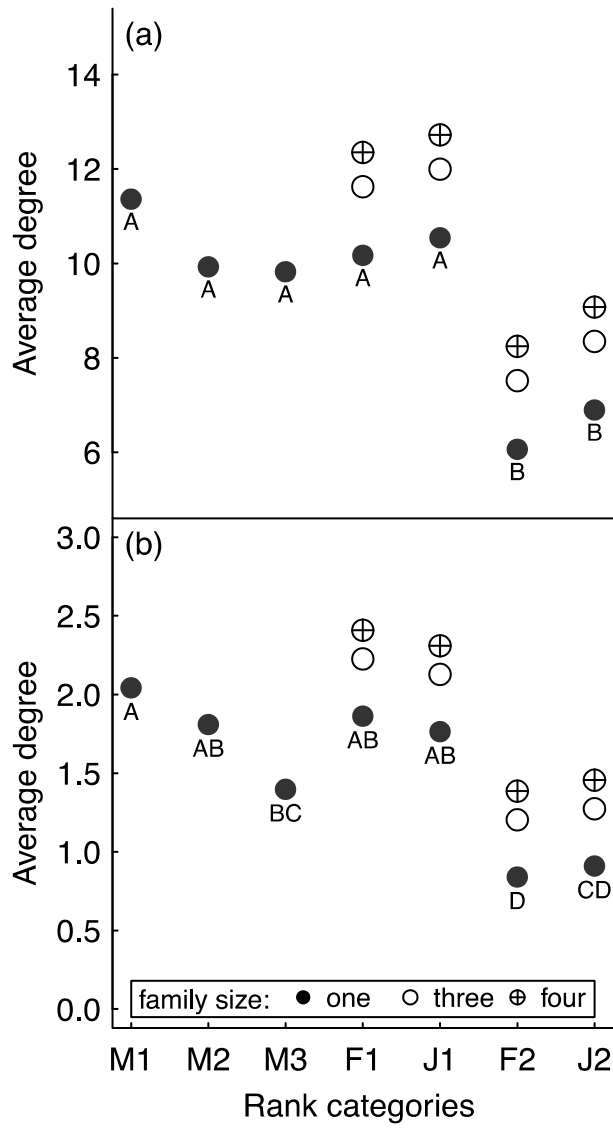 (a)
Average degree
14
12
10
8
6
A
A
A
A
A
B
B
(b)
Average degree
3.0
2.5
2.0
1.5
1.0
0.5
0.0
A
AB
BC
AB
AB
D
CD
family size: one three four
M1 M2 M3 F1 J1 F2 J2
Rank categories